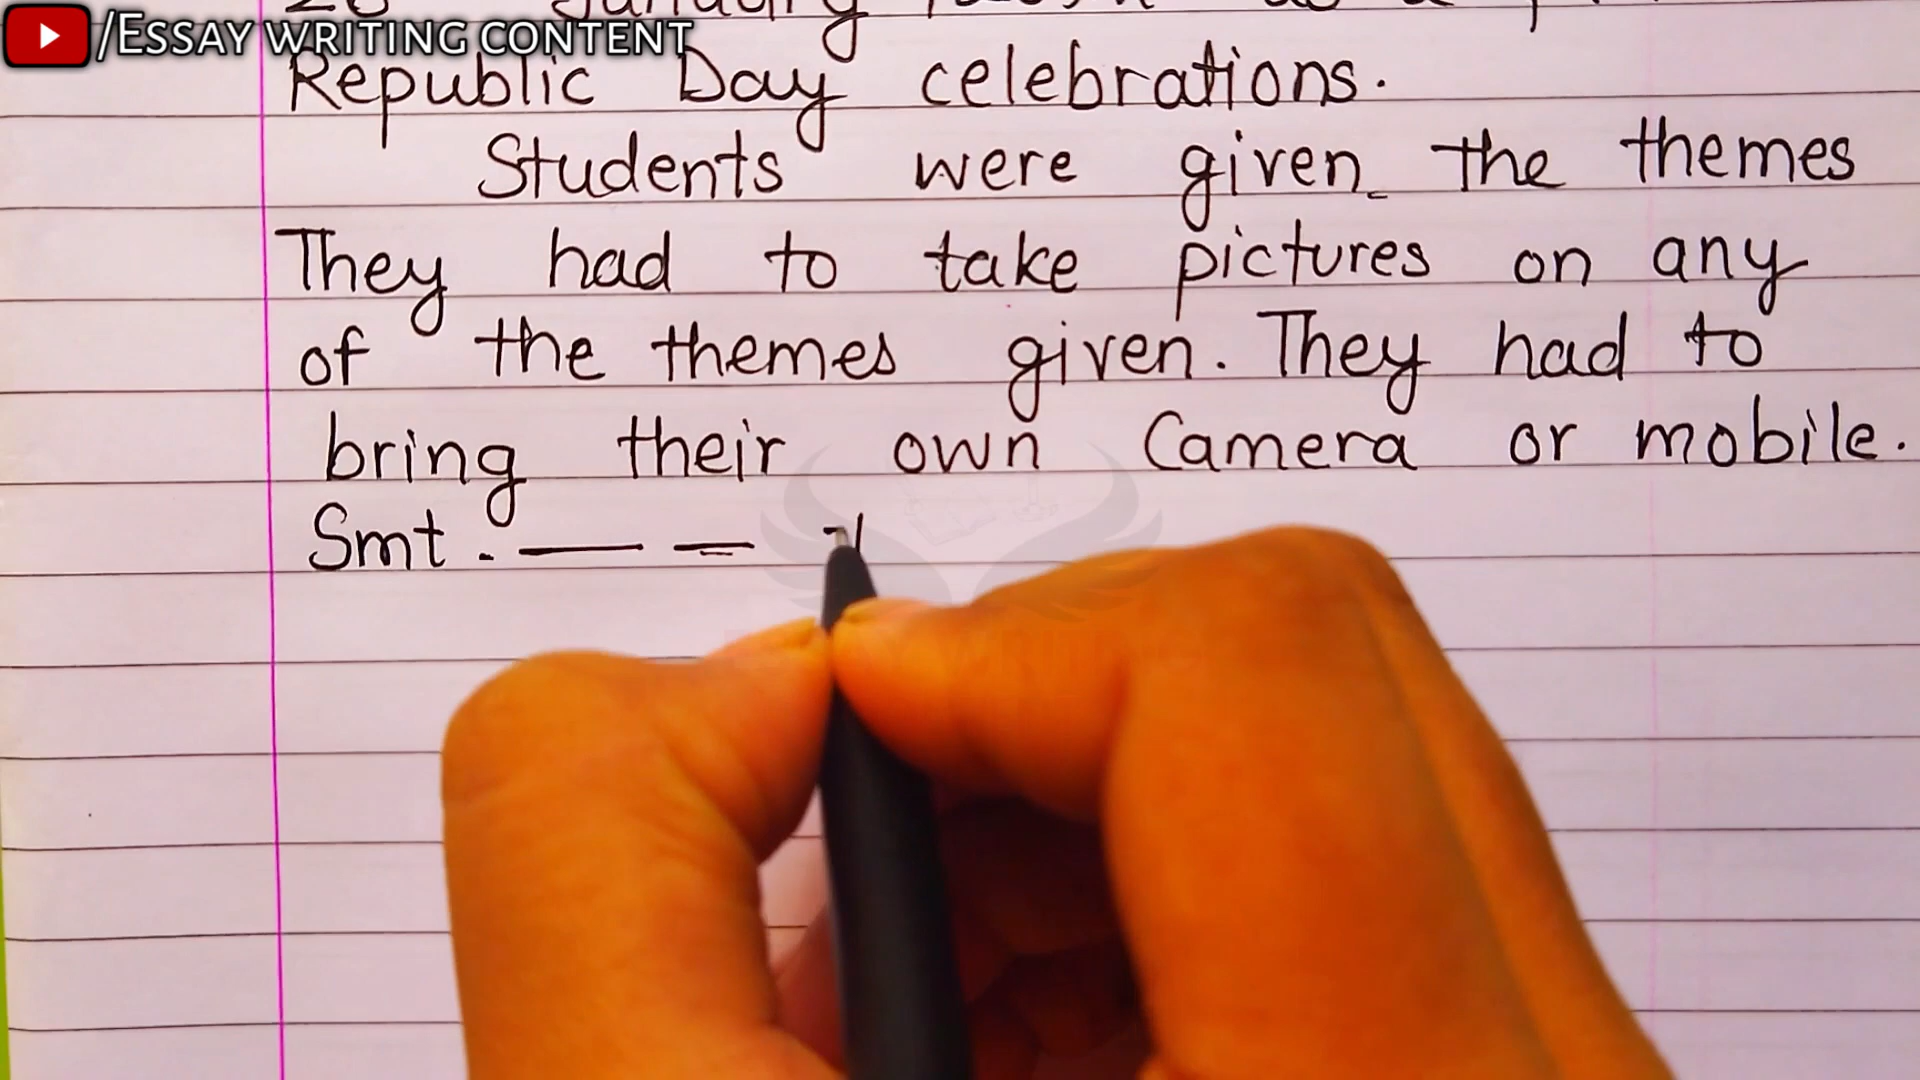 /ESSAY WRITING CONTENT
Republic Day celebrations.
Students were given the themes
They had to take pictures on any
of the themes given. They had to
bring their own Camera or mobile.
Smt. — —